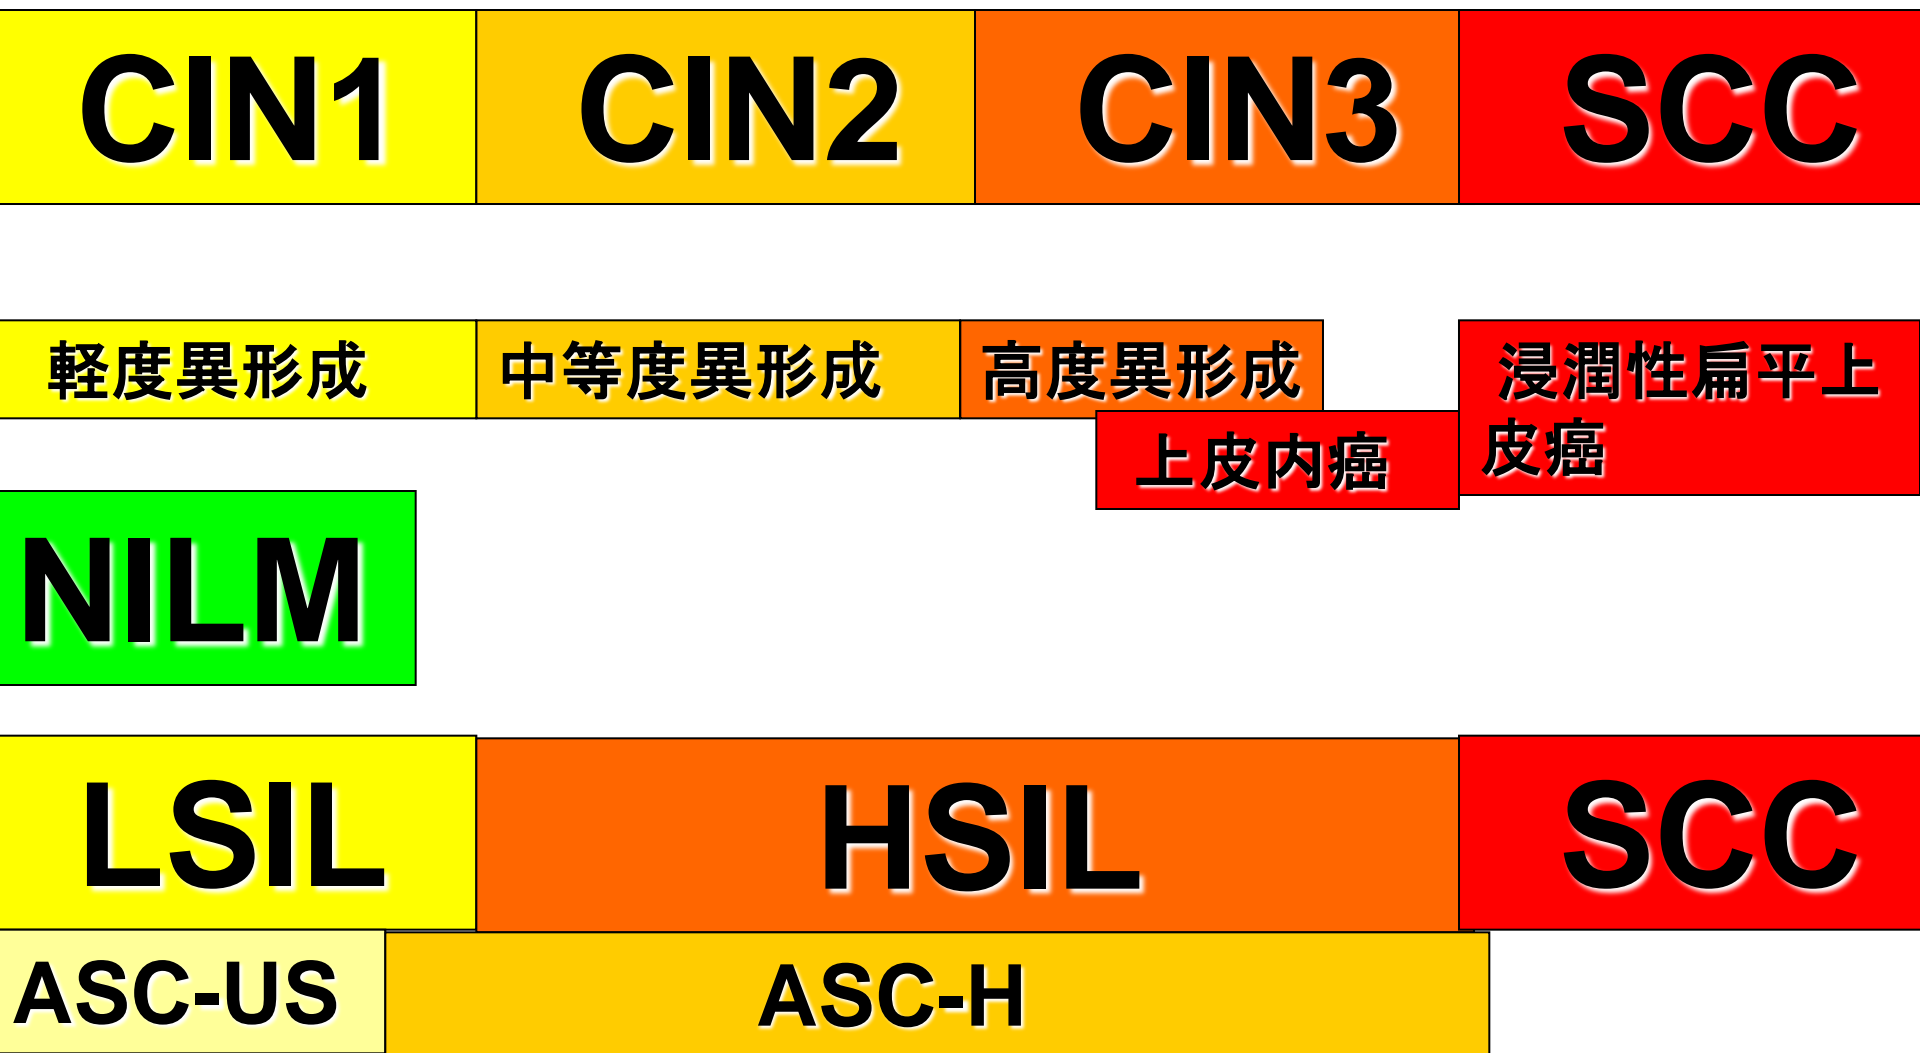 CIN1 CIN2 CIN3 SCC
軽度異形成 中等度異形成 高度異形成 浸潤性扁平上
皮癌
上皮内癌
NILM
LSIL HSIL SCC
ASC-US ASC-H